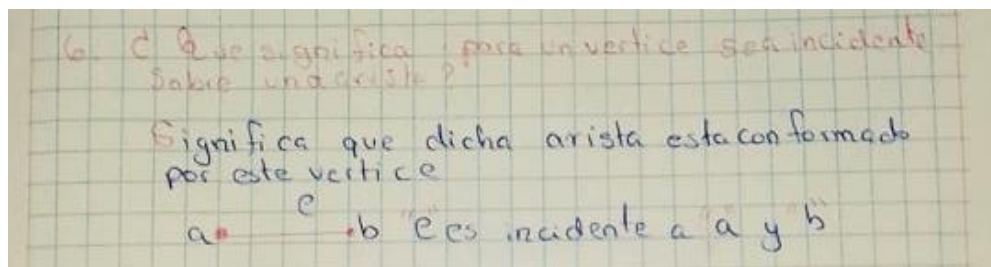 6. ¿ Que significa para un vertice sea incidente
sobre una arista ?
Significa que dicha arista esta conformado
por este vertice
e
a .b e es incidente a "a" y "b"